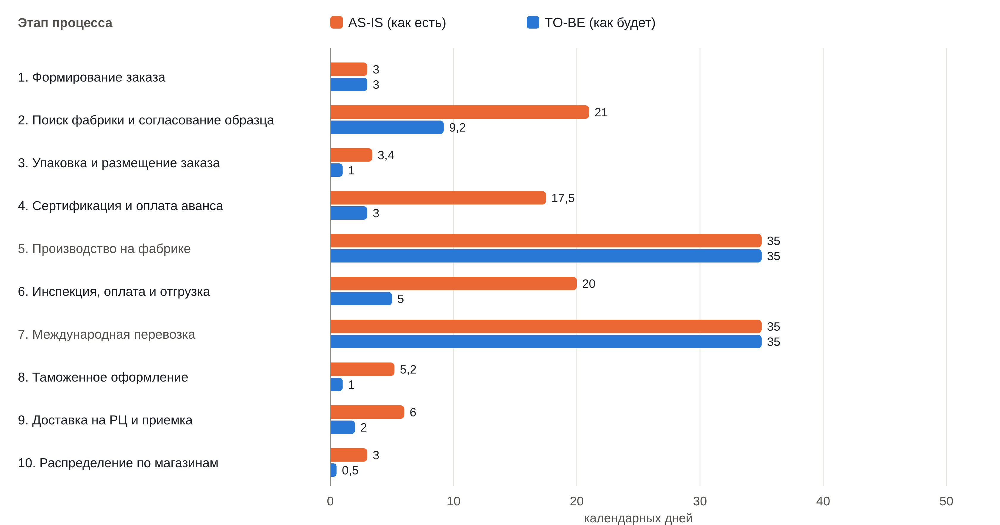 Этап процесса
AS-IS (как есть)
TO-BE (как будет)
1. Формирование заказа
3
3
2. Поиск фабрики и согласование образца
21
9,2
3. Упаковка и размещение заказа
3,4
1
4. Сертификация и оплата аванса
17,5
3
5. Производство на фабрике
35
35
6. Инспекция, оплата и отгрузка
20
5
7. Международная перевозка
35
35
8. Таможенное оформление
5,2
1
9. Доставка на РЦ и приемка
6
2
10. Распределение по магазинам
3
0,5
0
10
20
30
40
50
календарных дней